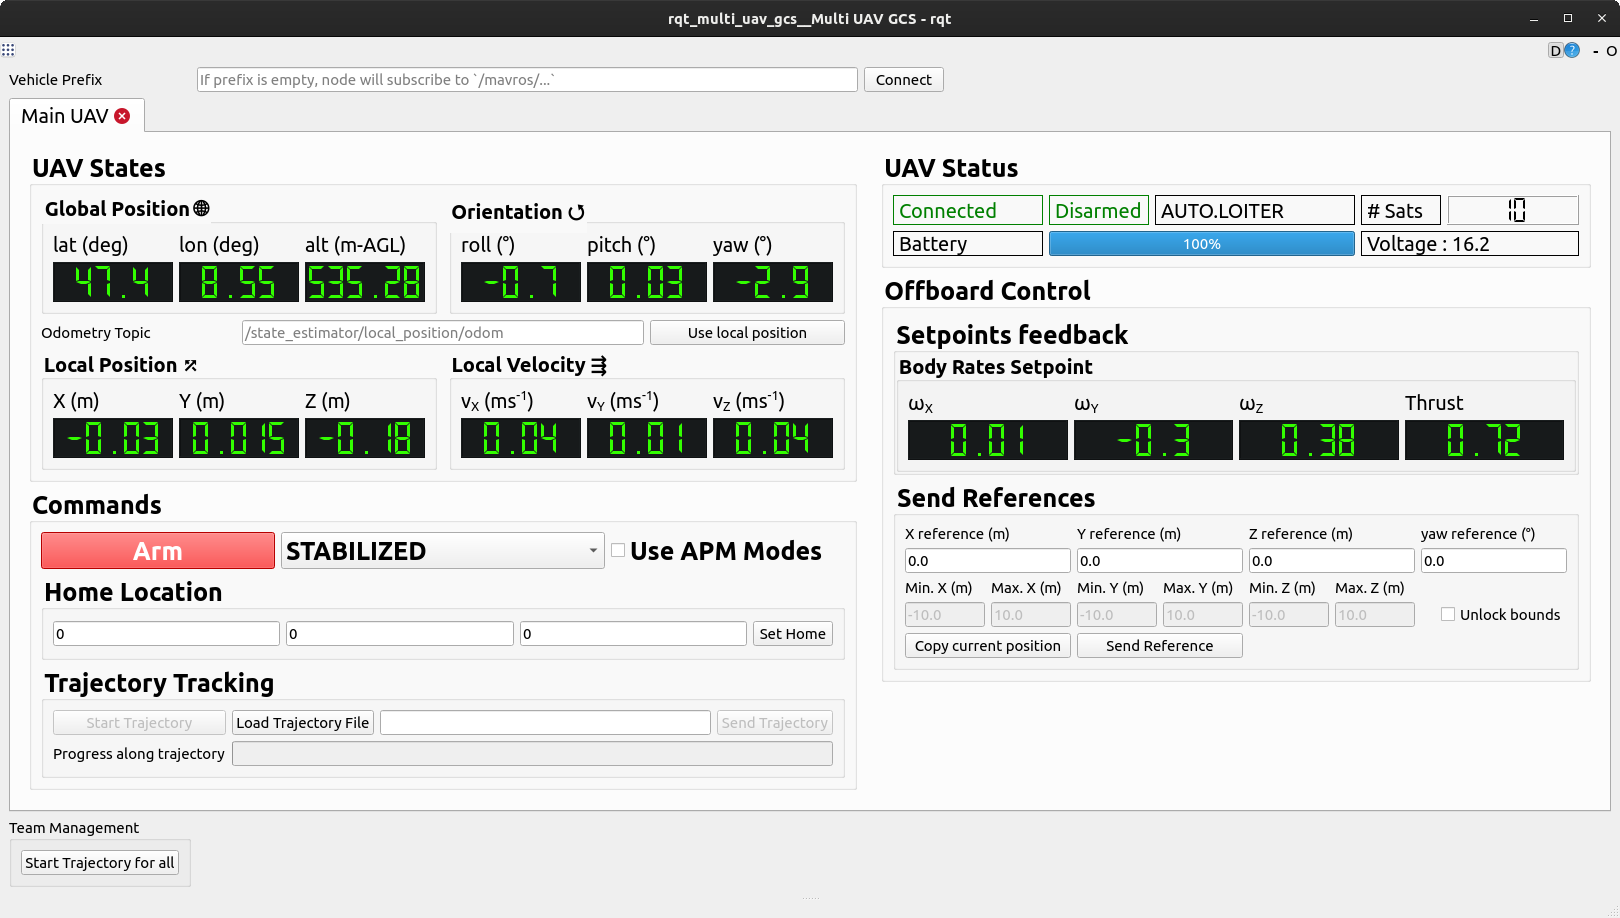 rqt_multi_uav_gcs__Multi UAV GCS - rqt
D ? - O
Vehicle Prefix If prefix is empty, node will subscribe to `/mavros/...` Connect
Main UAV
UAV States
Global Position
lat (deg) lon (deg) alt (m-AGL)
47.4 8.55 535.28
Orientation
roll (°) pitch (°) yaw (°)
-0.7 0.03 -2.9
Odometry Topic /state_estimator/local_position/odom Use local position
Local Position
X (m) Y (m) Z (m)
-0.03 0.015 -0.18
Local Velocity
vX (ms-1) vY (ms-1) vZ (ms-1)
0.04 0.01 0.04
Commands
Arm STABILIZED Use APM Modes
Home Location
0 0 0 Set Home
Trajectory Tracking
Start Trajectory Load Trajectory File Send Trajectory
Progress along trajectory
UAV Status
Connected Disarmed AUTO.LOITER # Sats 10
Battery 100% Voltage : 16.2
Offboard Control
Setpoints feedback
Body Rates Setpoint
ωX ωY ωZ Thrust
0.01 -0.3 0.38 0.72
Send References
X reference (m) Y reference (m) Z reference (m) yaw reference (°)
0.0 0.0 0.0 0.0
Min. X (m) Max. X (m) Min. Y (m) Max. Y (m) Min. Z (m) Max. Z (m)
-10.0 10.0 -10.0 10.0 -10.0 10.0 Unlock bounds
Copy current position Send Reference
Team Management
Start Trajectory for all